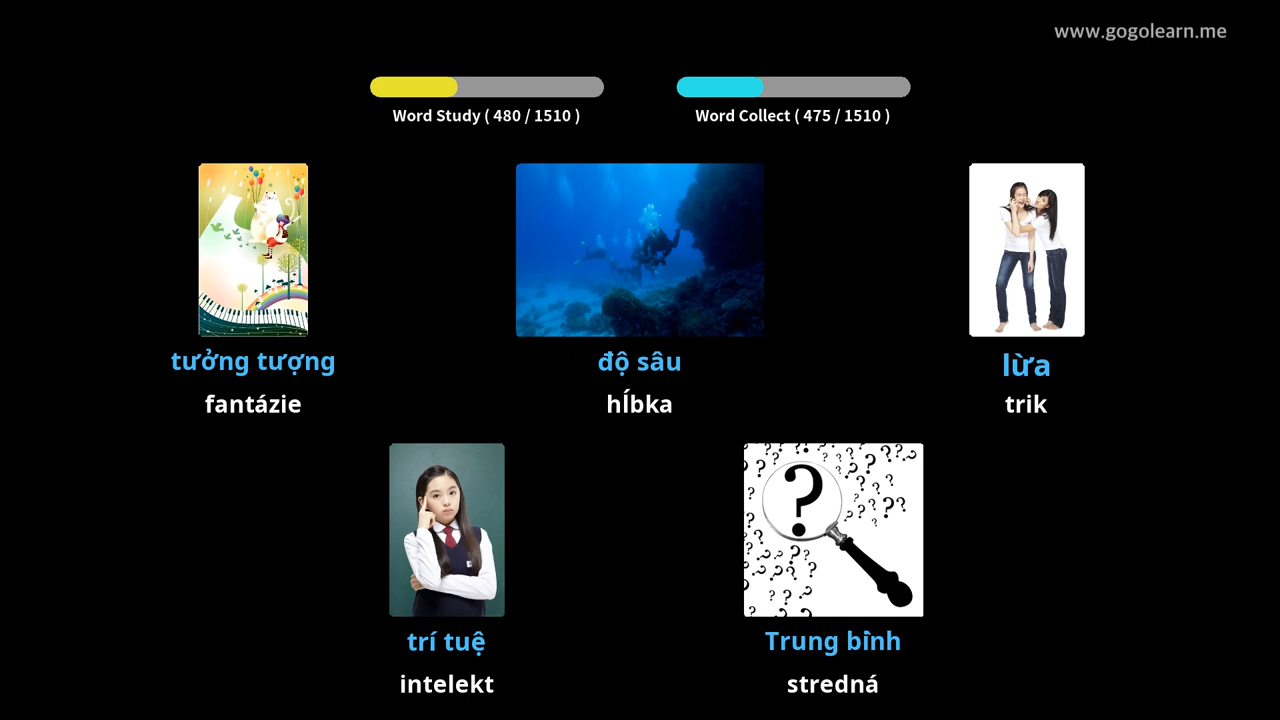 www.gogolearn.me
Word Study ( 480 / 1510 )
Word Collect ( 475 / 1510 )
tưởng tượng
fantázie
độ sâu
hĺbka
lừa
trik
trí tuệ
intelekt
Trung bình
stredná